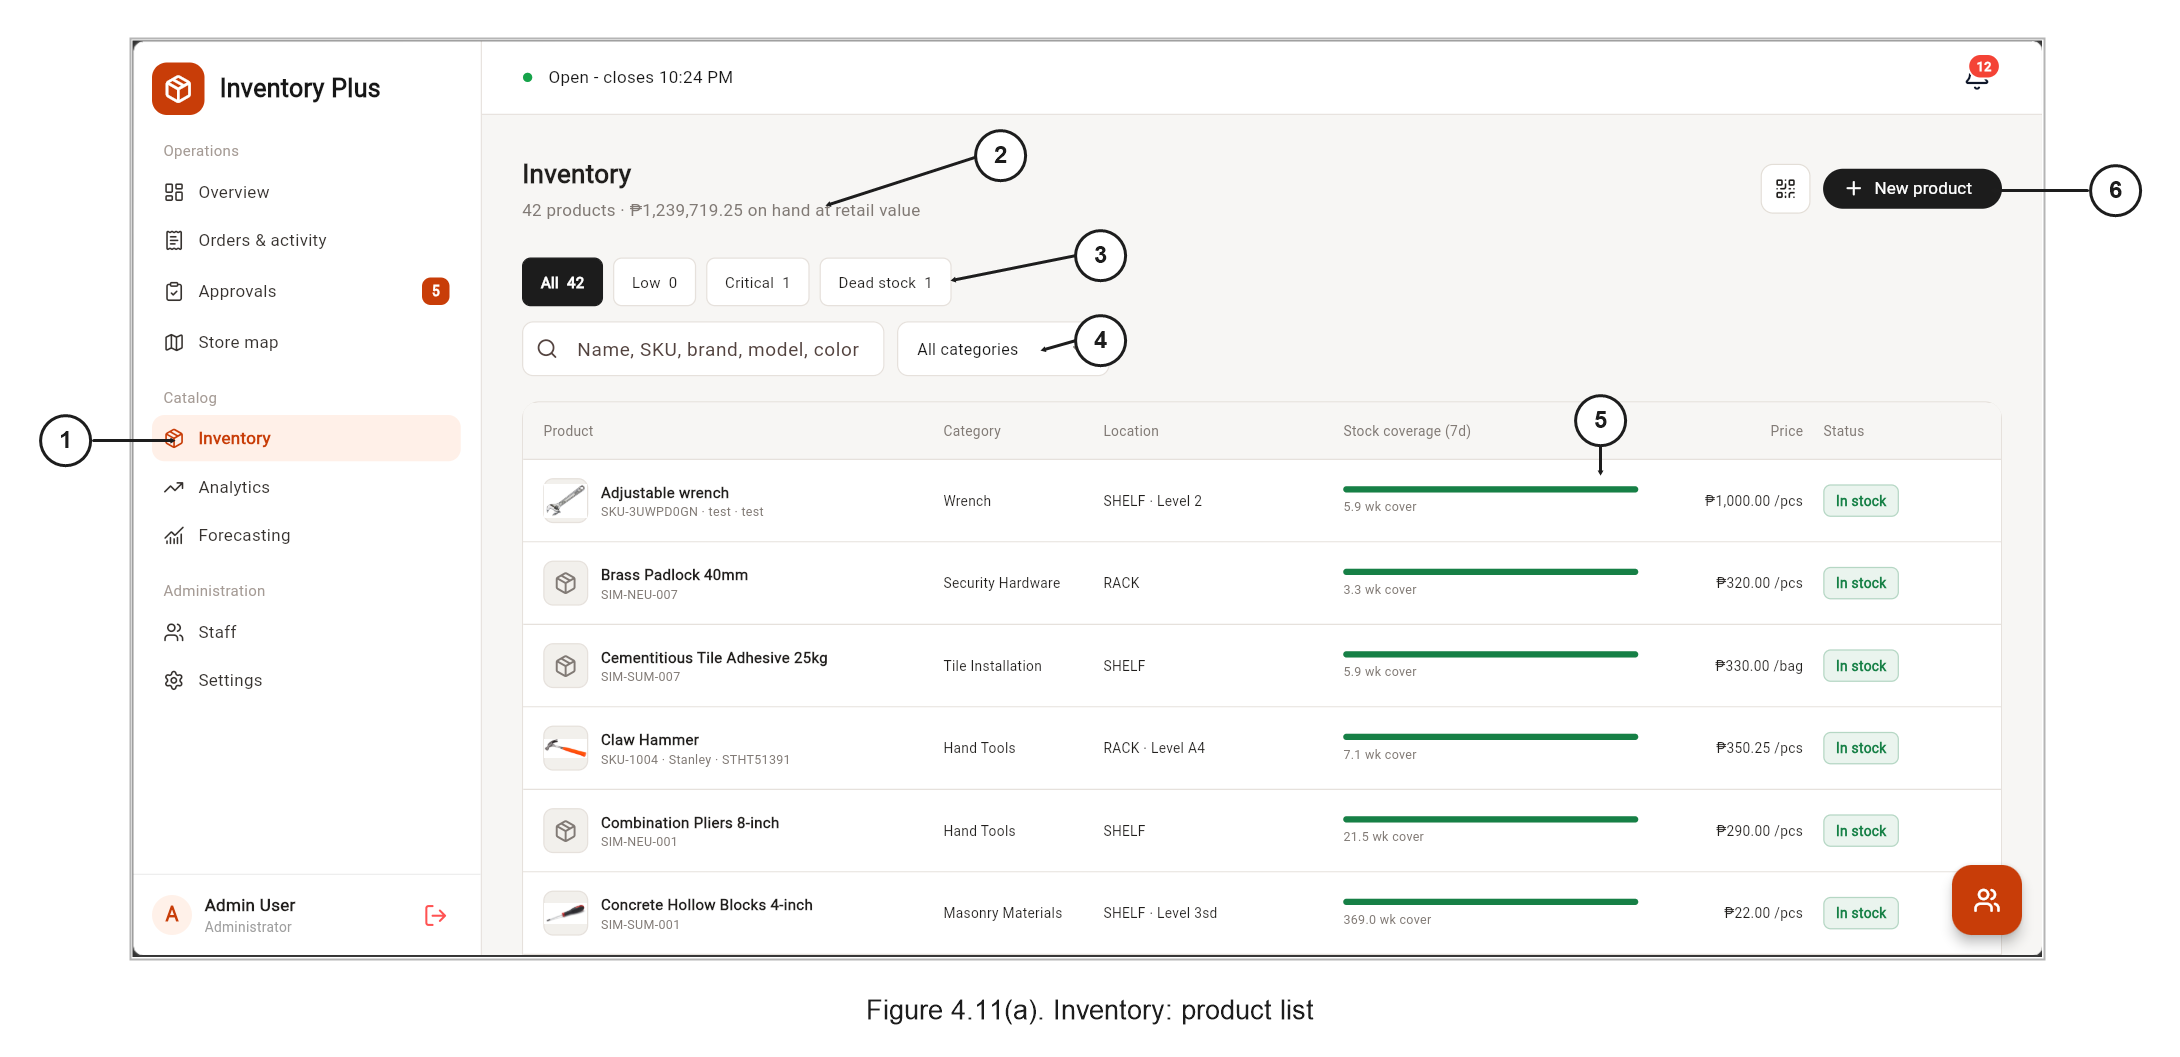 Inventory Plus
Open - closes 10:24 PM
12
Operations
Overview
Orders & activity
Approvals 5
Store map
Catalog
Inventory
Analytics
Forecasting
Administration
Staff
Settings
A
Admin User
Administrator
Inventory
42 products · ₱1,239,719.25 on hand at retail value
New product
All 42
Low 0
Critical 1
Dead stock 1
Name, SKU, brand, model, color
All categories
Product Category Location Stock coverage (7d) Price Status
Adjustable wrench
SKU-3UWPD0GN · test · test
Wrench
SHELF · Level 2
5.9 wk cover
₱1,000.00 /pcs
In stock
Brass Padlock 40mm
SIM-NEU-007
Security Hardware
RACK
3.3 wk cover
₱320.00 /pcs
In stock
Cementitious Tile Adhesive 25kg
SIM-SUM-007
Tile Installation
SHELF
5.9 wk cover
₱330.00 /bag
In stock
Claw Hammer
SKU-1004 · Stanley · STHT51391
Hand Tools
RACK · Level A4
7.1 wk cover
₱350.25 /pcs
In stock
Combination Pliers 8-inch
SIM-NEU-001
Hand Tools
SHELF
21.5 wk cover
₱290.00 /pcs
In stock
Concrete Hollow Blocks 4-inch
SIM-SUM-001
Masonry Materials
SHELF · Level 3sd
369.0 wk cover
₱22.00 /pcs
In stock
1
2
3
4
5
6
Figure 4.11(a). Inventory: product list